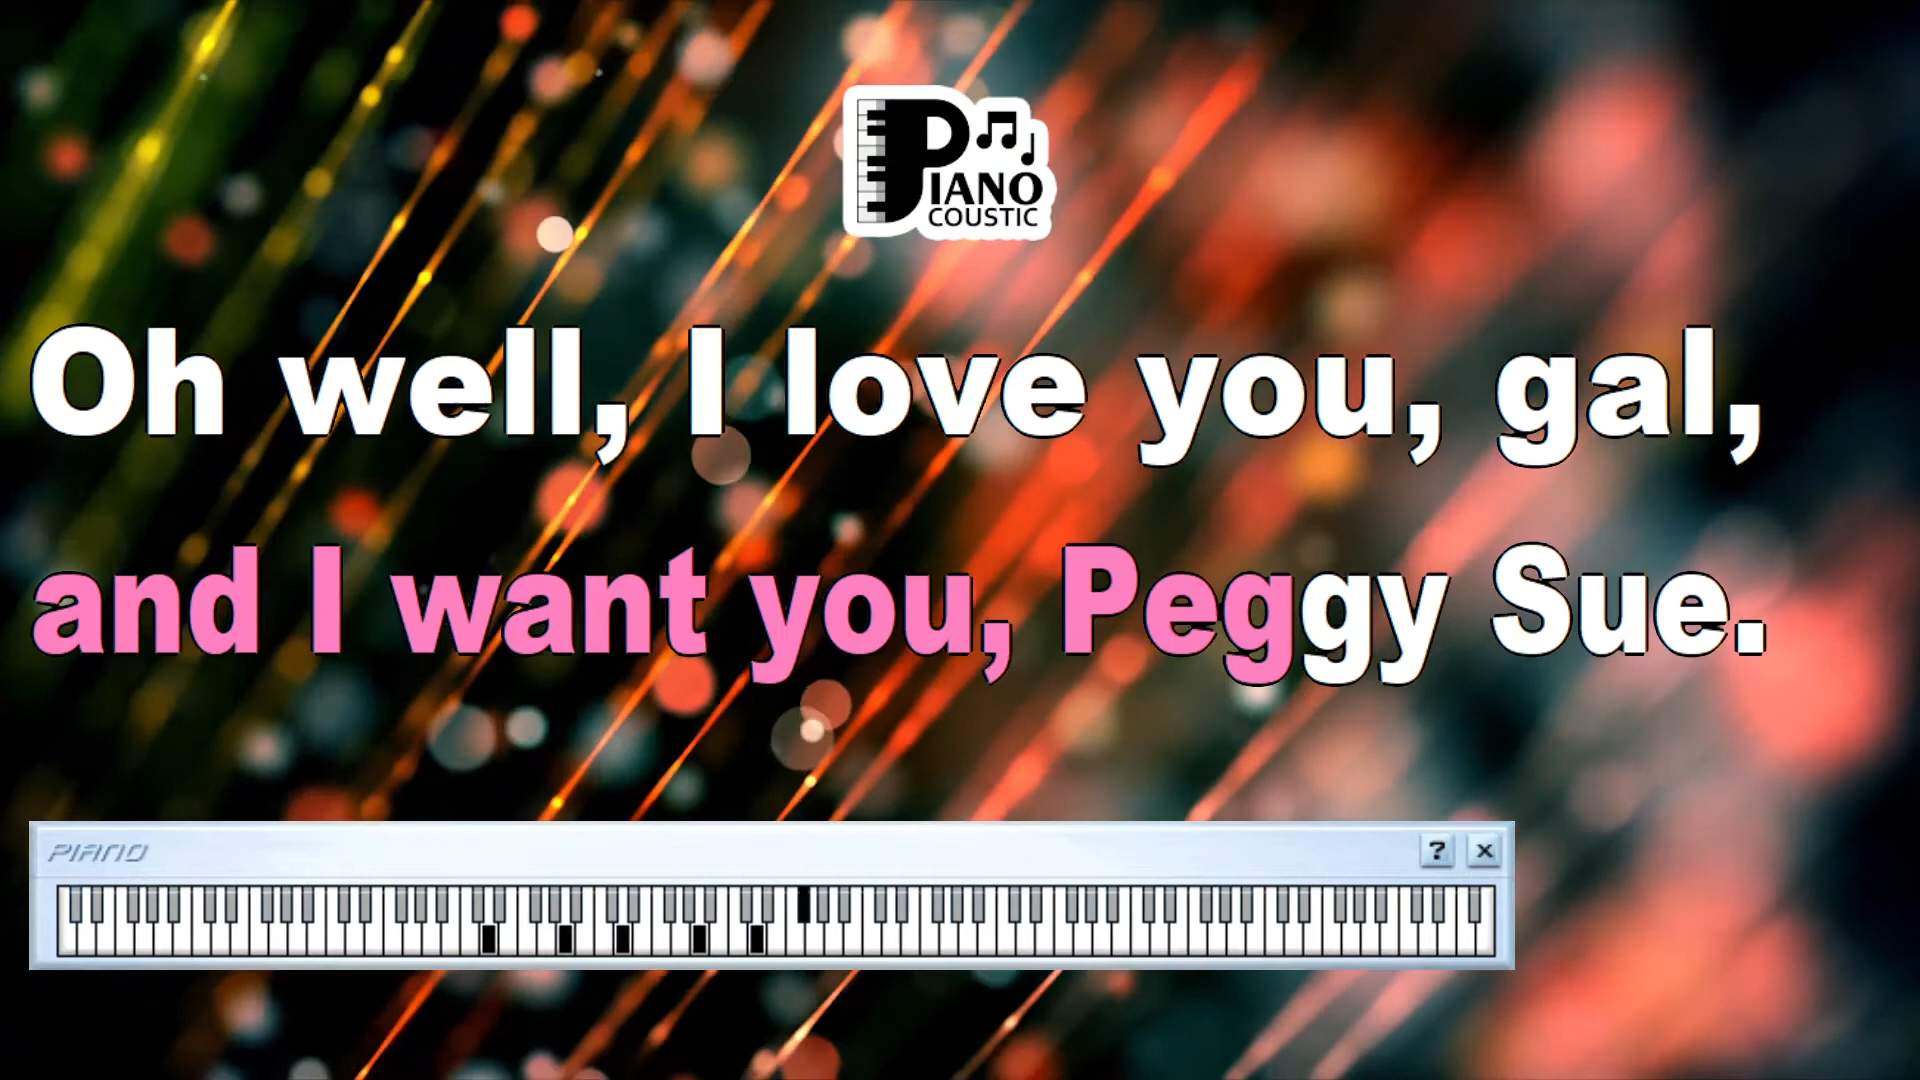 PIANO
COUSTIC
Oh well, I love you, gal,
and I want you, Peggy Sue.
PIANO
? X